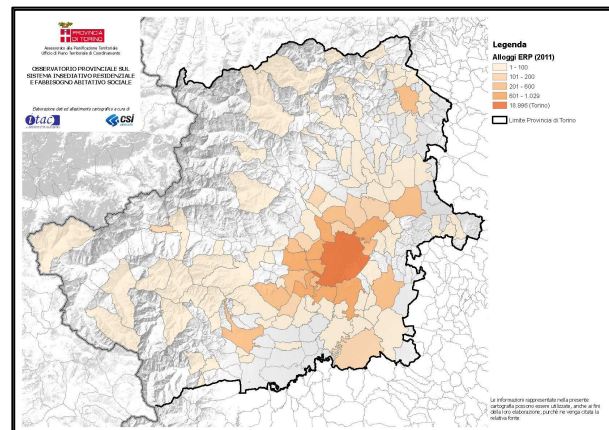 PROVINCIA
DI TORINO
Assessorato alla Pianificazione Territoriale
Ufficio di Piano Territoriale di Coordinamento
OSSERVATORIO PROVINCIALE SUL
SISTEMA INSEDIATIVO RESIDENZIALE
E FABBISOGNO ABITATIVO SOCIALE
Elaborazione dati ed allestimento cartografico a cura di
csi
Legenda
Alloggi ERP (2011)
1 - 100
101 - 200
201 - 600
601 - 1.029
18.995 (Torino)
Limite Provincia di Torino
Le informazioni rappresentate nella presente
cartografia possono essere utilizzate, anche ai fini
della loro elaborazione, purchè ne venga citata la
relativa fonte